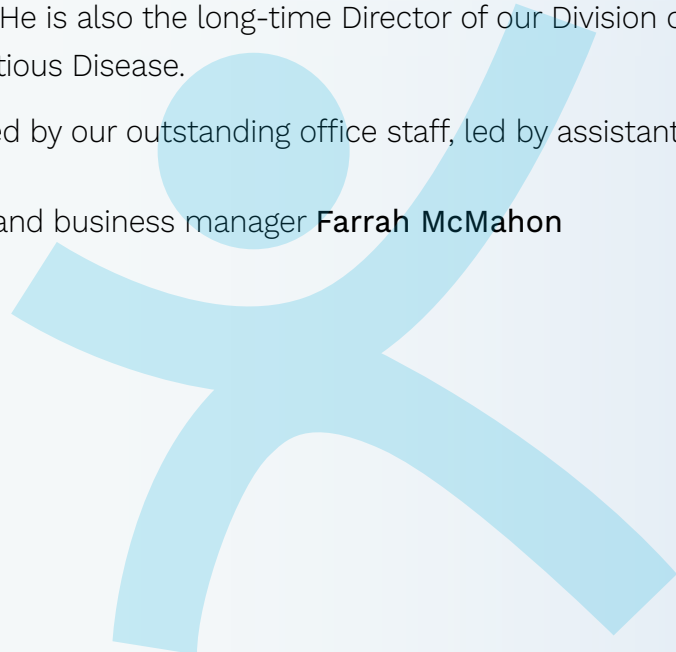 He is also the long-time Director of our Division
tious Disease.
ed by our outstanding office staff, led by assistant
and business manager Farrah McMahon